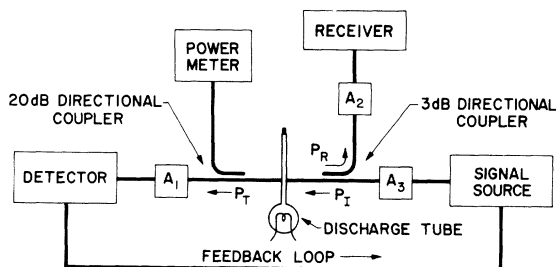 RECEIVER
POWER
METER
20dB DIRECTIONAL
COUPLER
A2
3dB DIRECTIONAL
COUPLER
PR
DETECTOR
A1
PT
PI
A3
SIGNAL
SOURCE
DISCHARGE TUBE
FEEDBACK LOOP